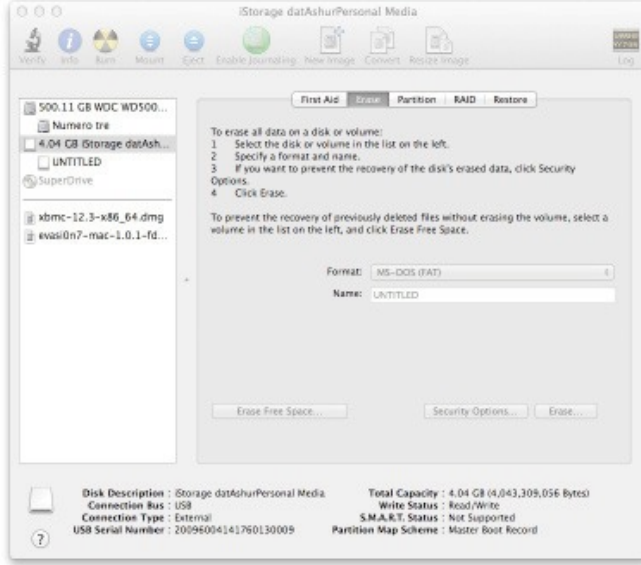 iStorage datAshurPersonal Media
Verify Info Burn Mount Eject Enable Journaling New Image Convert Resize Image Log
First Aid Erase Partition RAID Restore
500.11 GB WDC WD500...
Numero tre
4.04 GB iStorage datAsh...
UNTITLED
SuperDrive
xbmc-12.3-x86_64.dmg
evasi0n7-mac-1.0.1-fd...
To erase all data on a disk or volume:
1 Select the disk or volume in the list on the left.
2 Specify a format and name.
3 If you want to prevent the recovery of the disk's erased data, click Security
Options.
4 Click Erase.
To prevent the recovery of previously deleted files without erasing the volume, select a
volume in the list on the left, and click Erase Free Space.
Format: MS-DOS (FAT)
Name: UNTITLED
Erase Free Space... Security Options... Erase...
Disk Description : iStorage datAshurPersonal Media
Connection Bus : USB
Connection Type : External
USB Serial Number : 20096004141760130009
Total Capacity : 4.04 GB (4,043,309,056 Bytes)
Write Status : Read/Write
S.M.A.R.T. Status : Not Supported
Partition Map Scheme : Master Boot Record
?